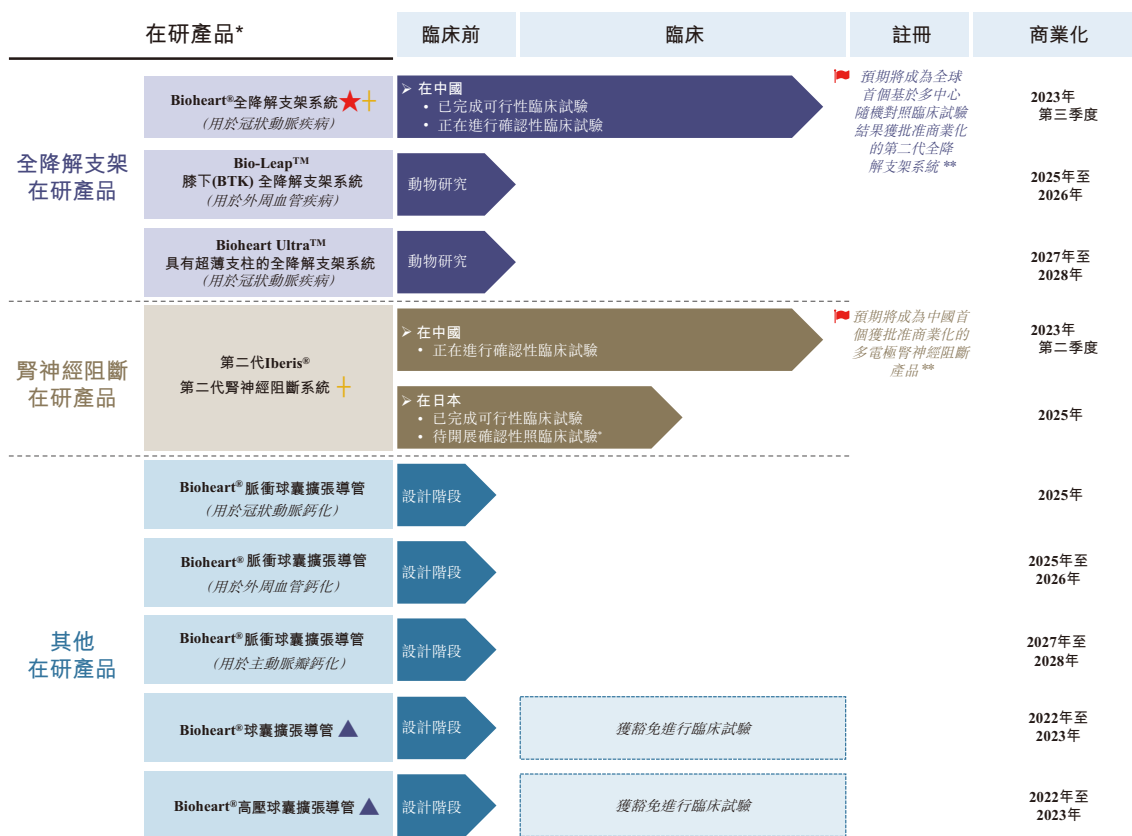 在研產品*
臨床前
臨床
註冊
商業化
全降解支架
在研產品
Bioheart®全降解支架系統
(用於冠狀動脈疾病)
➢ 在中國
• 已完成可行性臨床試驗
• 正在進行確認性臨床試驗
預期將成為全球
首個基於多中心
隨機對照臨床試驗
結果獲批准商業化
的第二代全降
解支架系統**
2023年
第三季度
Bio-Leap™
膝下(BTK) 全降解支架系統
(用於外周血管疾病)
動物研究
2025年至
2026年
Bioheart Ultra™
具有超薄支柱的全降解支架系統
(用於冠狀動脈疾病)
動物研究
2027年至
2028年
腎神經阻斷
在研產品
第二代Iberis®
第二代腎神經阻斷系統
➢ 在中國
• 正在進行確認性臨床試驗
預期將成為中國首
個獲批准商業化的
多電極腎神經阻斷
產品**
2023年
第二季度
➢ 在日本
• 已完成可行性臨床試驗
• 待開展確認性照臨床試驗*
2025年
其他
在研產品
Bioheart®脈衝球囊擴張導管
(用於冠狀動脈鈣化)
設計階段
2025年
Bioheart®脈衝球囊擴張導管
(用於外周血管鈣化)
設計階段
2025年至
2026年
Bioheart®脈衝球囊擴張導管
(用於主動脈瓣鈣化)
設計階段
2027年至
2028年
Bioheart®球囊擴張導管
設計階段
獲豁免進行臨床試驗
2022年至
2023年
Bioheart®高壓球囊擴張導管
設計階段
獲豁免進行臨床試驗
2022年至
2023年